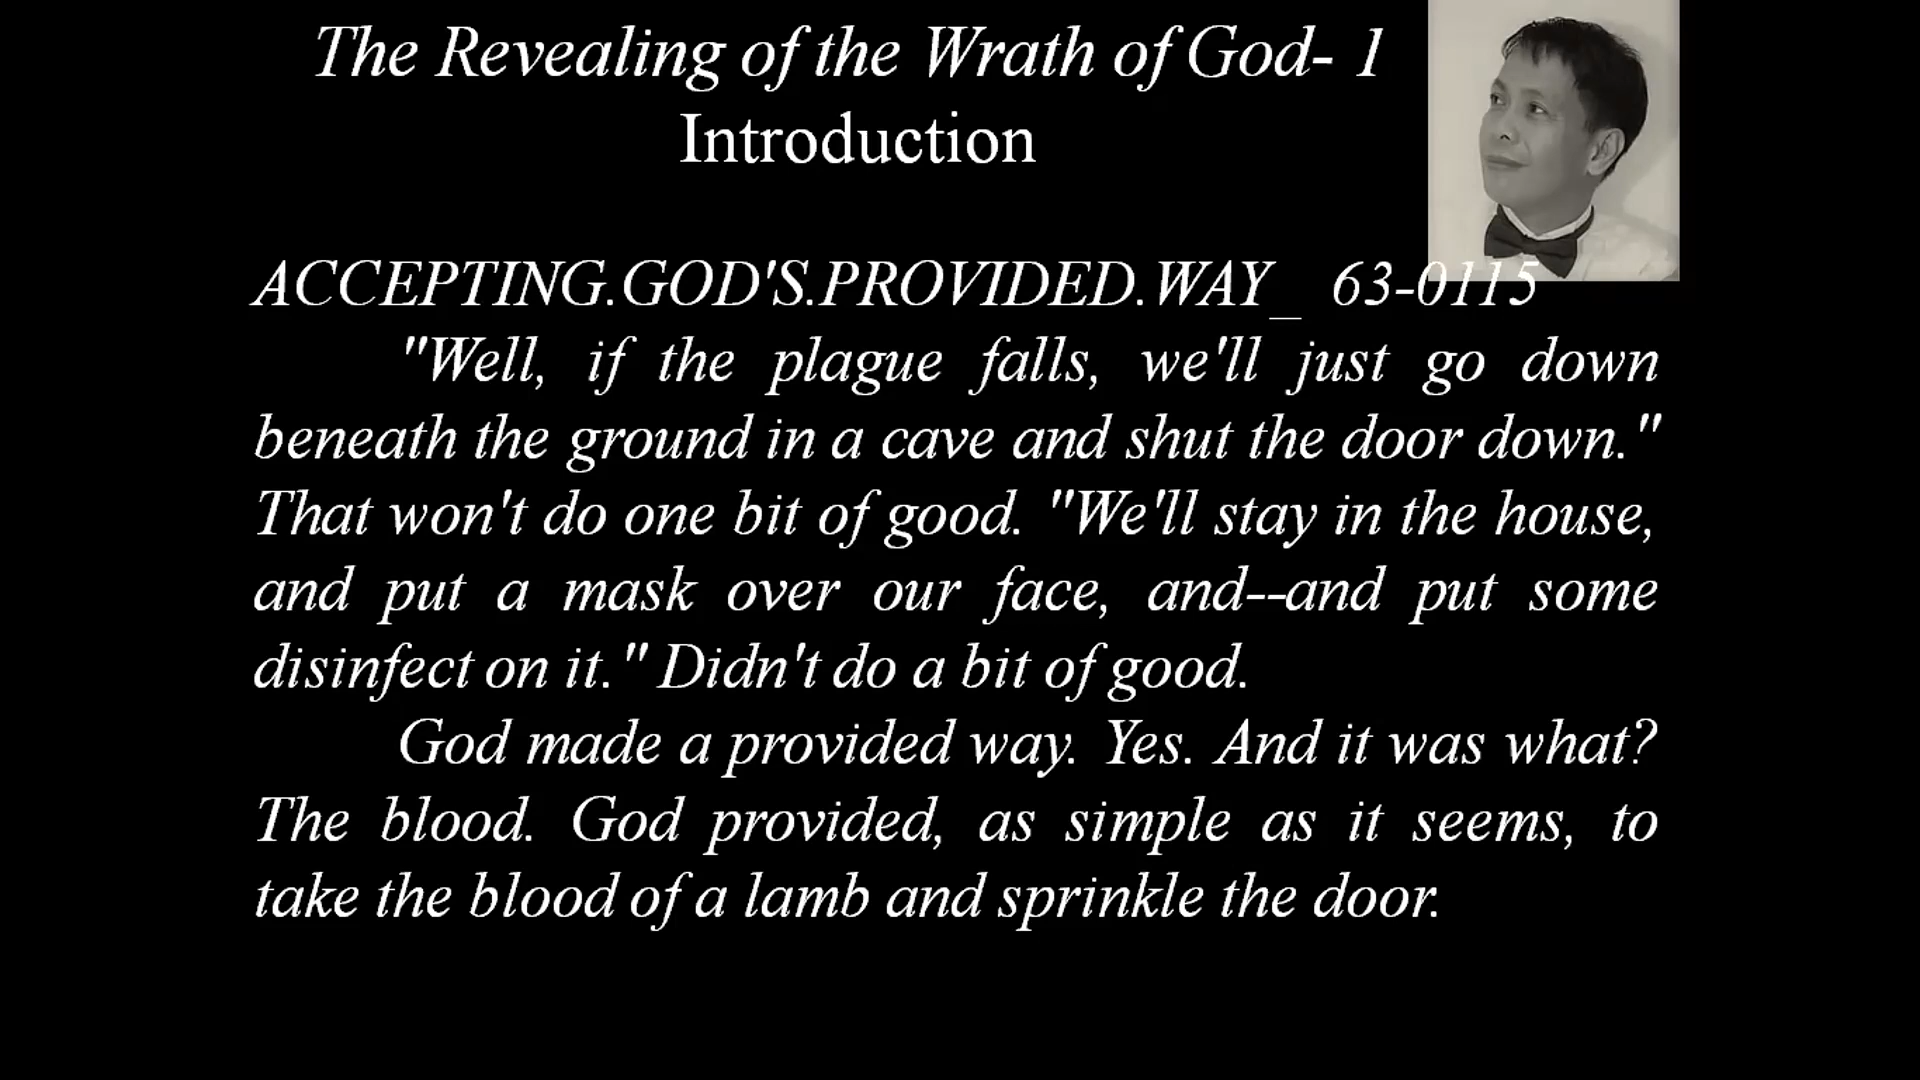 The Revealing of the Wrath of God- 1
Introduction
ACCEPTING.GOD'S.PROVIDED.WAY_ 63-0115
"Well, if the plague falls, we'll just go down
beneath the ground in a cave and shut the door down."
That won't do one bit of good. "We'll stay in the house,
and put a mask over our face, and--and put some
disinfect on it." Didn't do a bit of good.
God made a provided way. Yes. And it was what?
The blood. God provided, as simple as it seems, to
take the blood of a lamb and sprinkle the door.